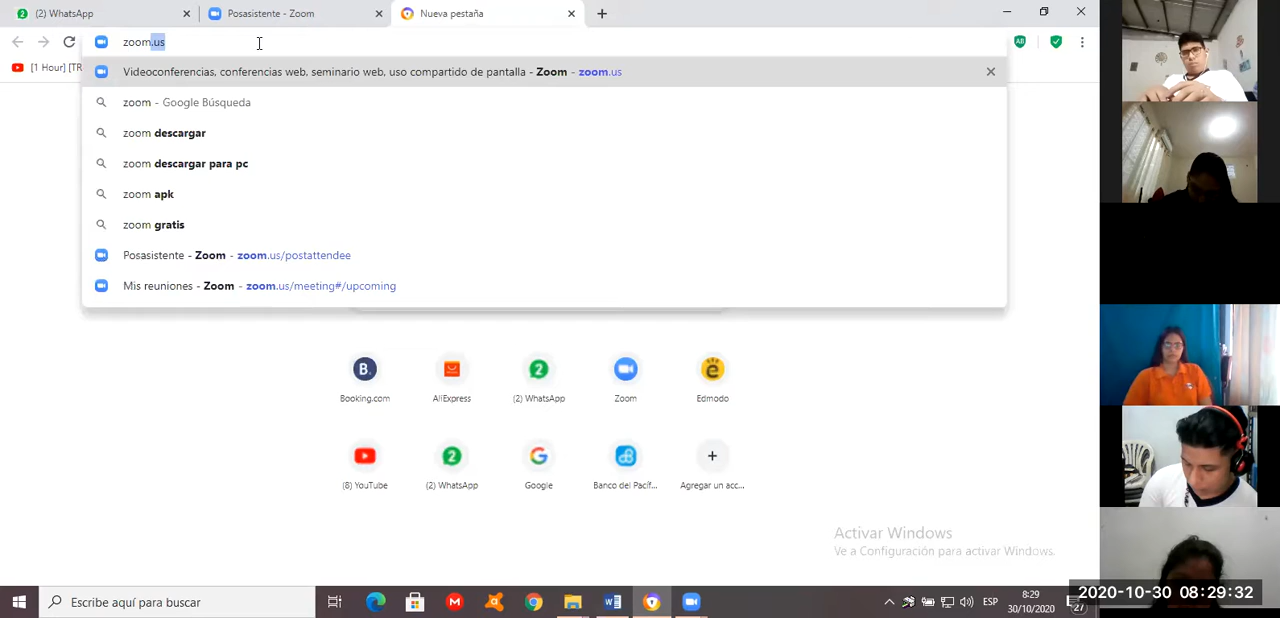 (2) WhatsApp
Posasistente - Zoom
Nueva pestaña
zoom.us
[1 Hour] [TR
Videoconferencias, conferencias web, seminario web, uso compartido de pantalla - Zoom - zoom.us
zoom - Google Búsqueda
zoom descargar
zoom descargar para pc
zoom apk
zoom gratis
Posasistente - Zoom - zoom.us/postattendee
Mis reuniones - Zoom - zoom.us/meeting#/upcoming
Booking.com
AliExpress
(2) WhatsApp
Zoom
Edmodo
(8) YouTube
(2) WhatsApp
Google
Banco del Pacíf...
Agregar un acc...
Activar Windows
Ve a Configuración para activar Windows.
Escribe aquí para buscar
ESP
8:29
30/10/2020
27
2020-10-30 08:29:32